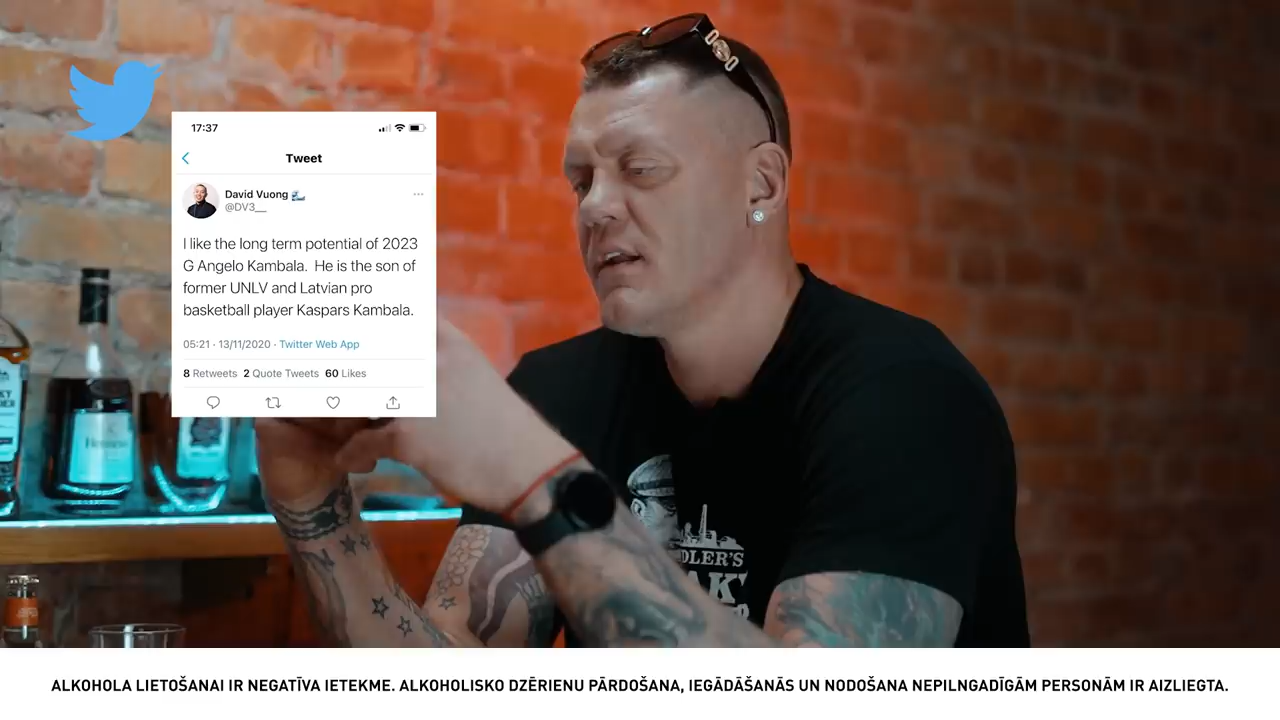 17:37
Tweet
David Vuong
@DV3__
I like the long term potential of 2023
G Angelo Kambala. He is the son of
former UNLV and Latvian pro
basketball player Kaspars Kambala.
05:21 · 13/11/2020 · Twitter Web App
8 Retweets 2 Quote Tweets 60 Likes
Hennessy
DLER'S
ALKOHOLA LIETOŠANAI IR NEGATĪVA IETEKME. ALKOHOLISKO DZĒRIENU PĀRDOŠANA, IEGĀDĀŠANĀS UN NODOŠANA NEPILNGADĪGĀM PERSONĀM IR AIZLIEGTA.